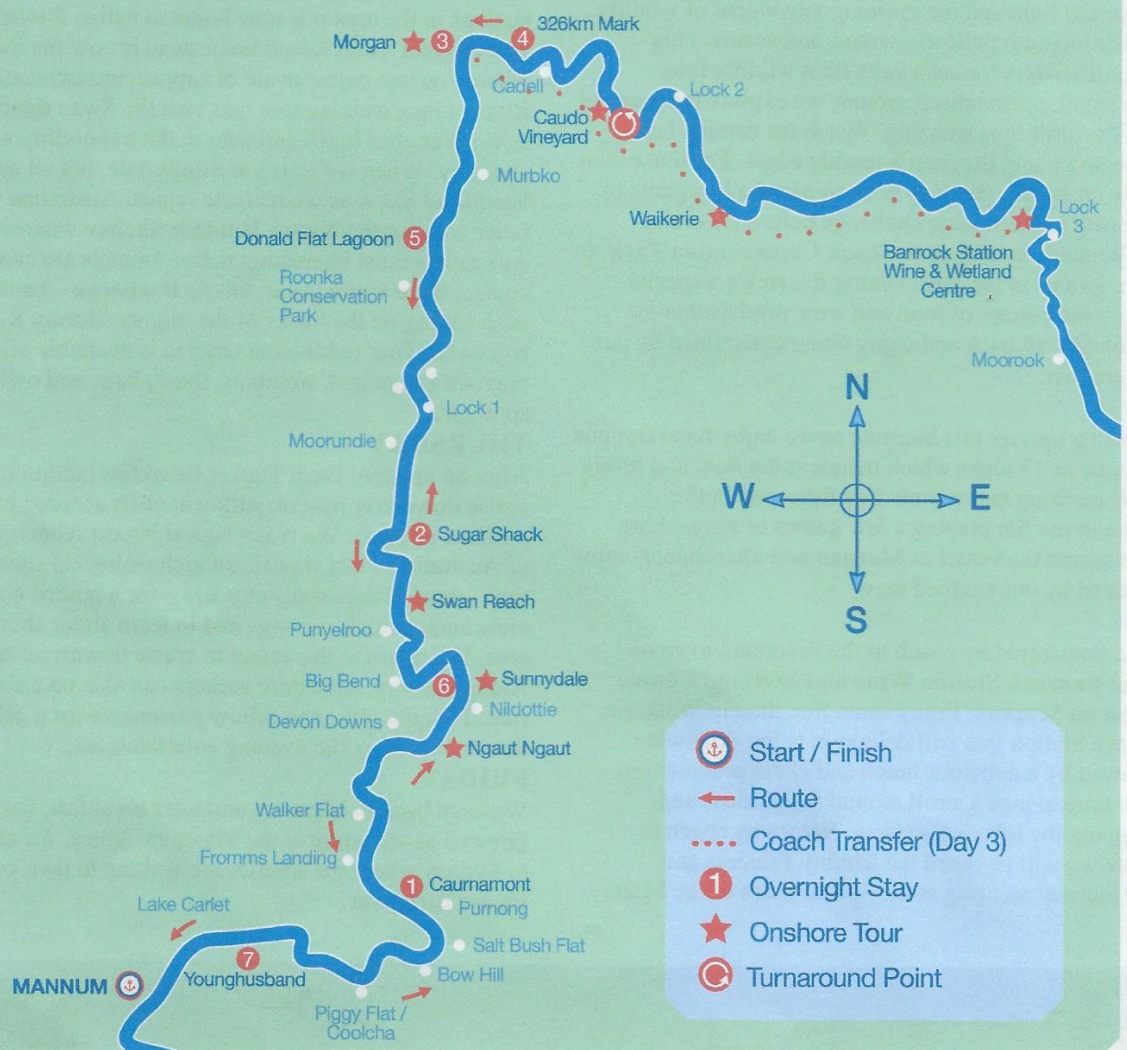 326km Mark
Morgan
3
4
Cadell
Lock 2
Caudo
Vineyard
Murbko
Waikerie
Lock
3
Donald Flat Lagoon
5
Banrock Station
Wine & Wetland
Centre
Roonka
Conservation
Park
Moorook
N
W
E
S
Lock 1
Moorundie
2
Sugar Shack
Swan Reach
Punyelroo
Big Bend
6
Sunnydale
Nildottie
Devon Downs
Ngaut Ngaut
Walker Flat
Fromms Landing
1
Caurnamont
Purnong
Lake Carlet
Salt Bush Flat
7
Younghusband
Bow Hill
MANNUM
Piggy Flat /
Coolcha
Start / Finish
Route
Coach Transfer (Day 3)
1
Overnight Stay
Onshore Tour
Turnaround Point